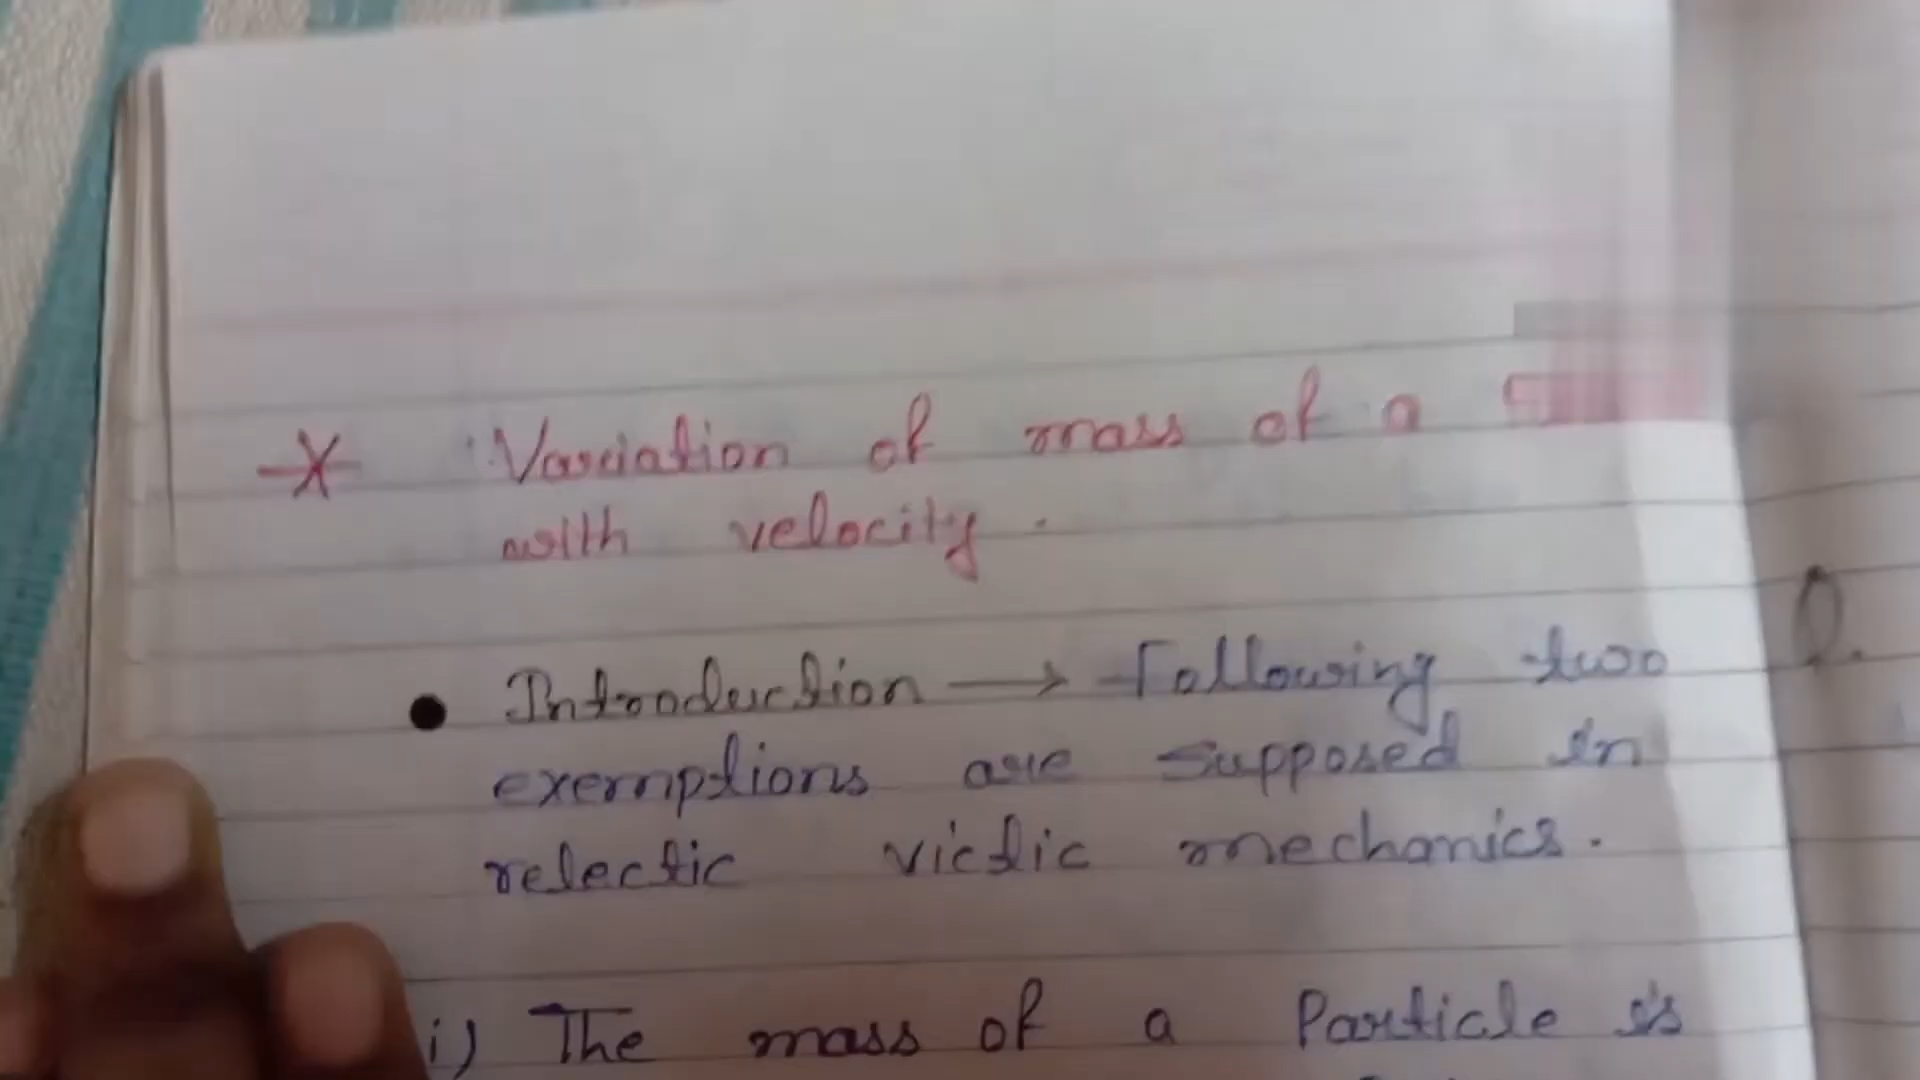 * Variation of mass of a
with velocity.
• Introduction → Following two
exemptions are supposed in
relectic victic mechanics.
i) The mass of a Particle is